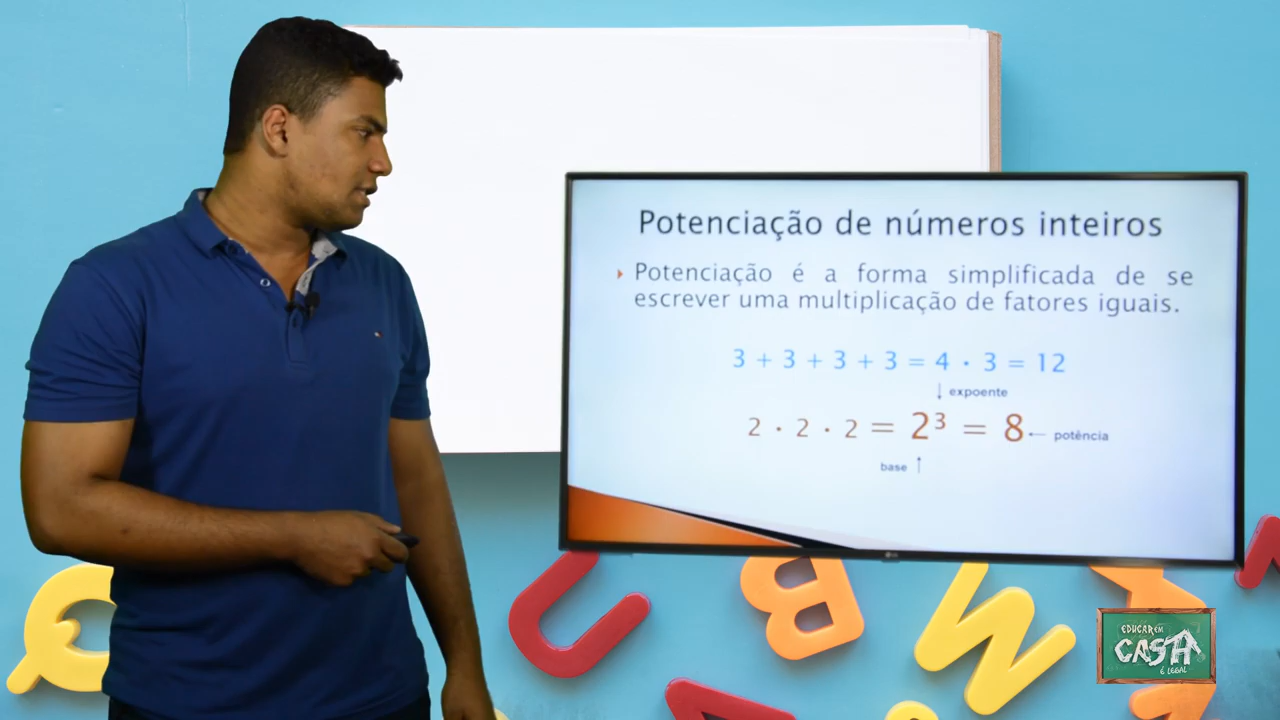 Potenciação de números inteiros
Potenciação é a forma simplificada de se
escrever uma multiplicação de fatores iguais.
3 + 3 + 3 + 3 = 4 · 3 = 12
↓ expoente
2 · 2 · 2 = 2³ = 8 ← potência
base ↑
EDUCAR EM
CASA
É LEGAL